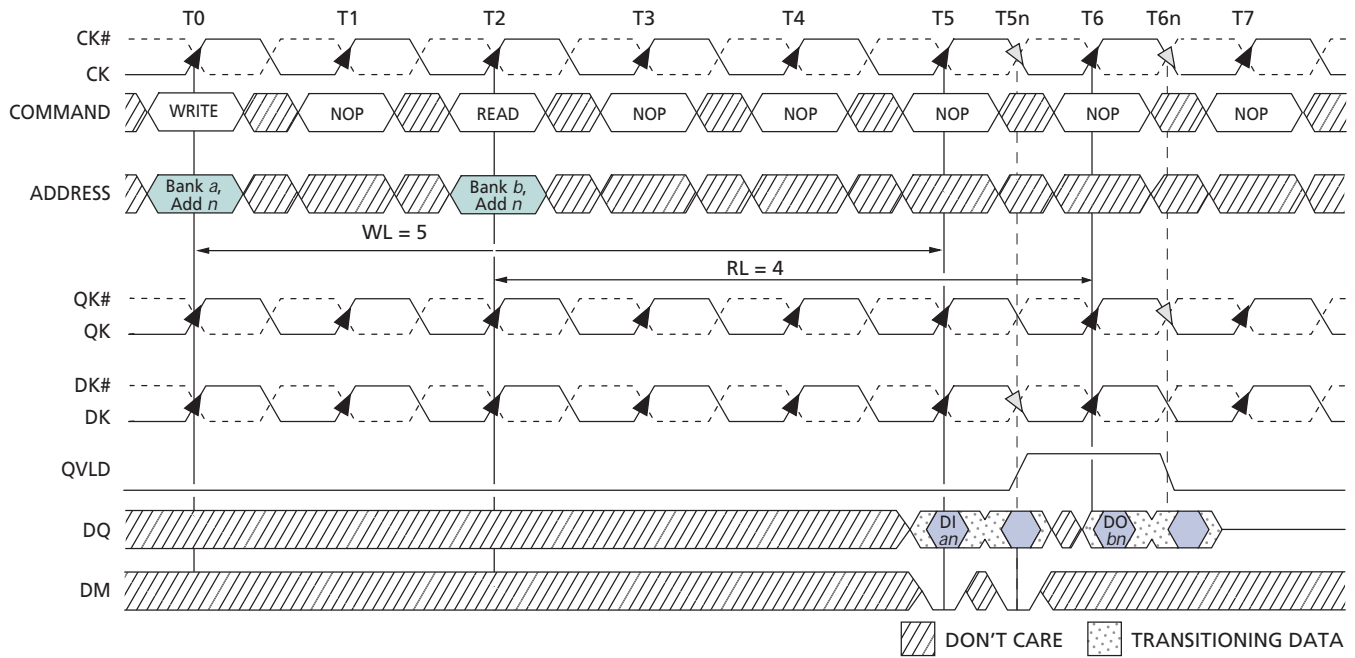 T0 T1 T2 T3 T4 T5 T5n T6 T6n T7
CK#
CK
COMMAND WRITE NOP READ NOP NOP NOP NOP NOP
ADDRESS Bank a, Add n Bank b, Add n
WL = 5
RL = 4
QK#
QK
DK#
DK
QVLD
DQ DI an DO bn
DM
DON'T CARE TRANSITIONING DATA